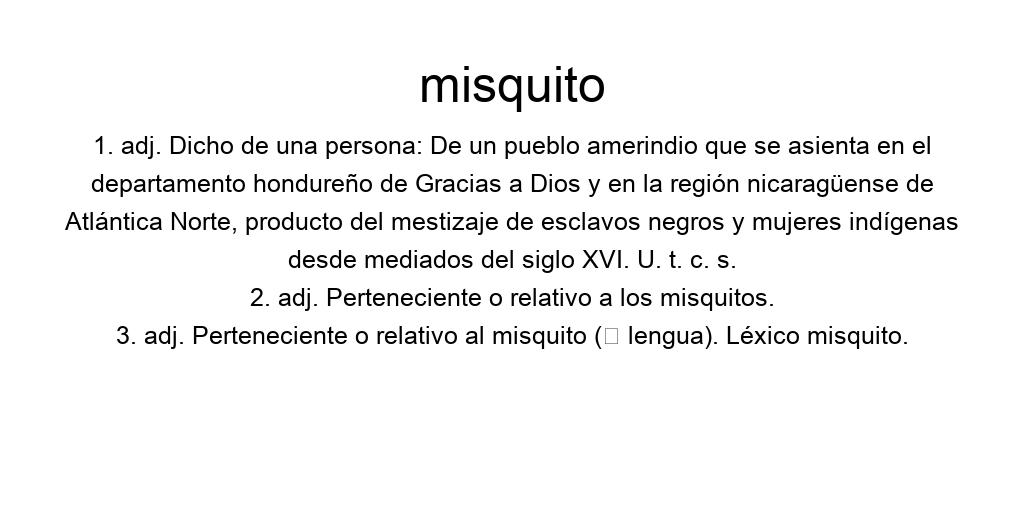 misquito
1. adj. Dicho de una persona: De un pueblo amerindio que se asienta en el
departamento hondureño de Gracias a Dios y en la región nicaragüense de
Atlántica Norte, producto del mestizaje de esclavos negros y mujeres indígenas
desde mediados del siglo XVI. U. t. c. s.
2. adj. Perteneciente o relativo a los misquitos.
3. adj. Perteneciente o relativo al misquito (□ lengua). Léxico misquito.